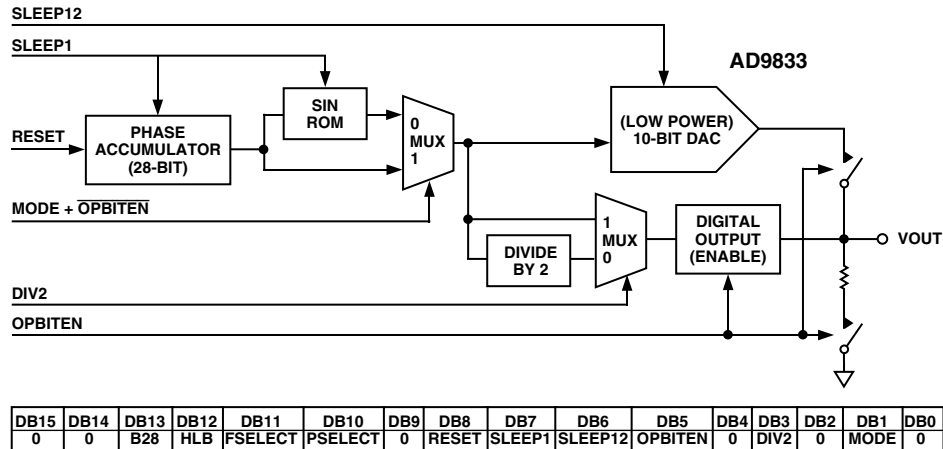 SLEEP12
SLEEP1
AD9833
RESET
PHASE
ACCUMULATOR
(28-BIT)
SIN
ROM
0
MUX
1
(LOW POWER)
10-BIT DAC
MODE + OPBITEN
1
MUX
0
DIVIDE
BY 2
DIGITAL
OUTPUT
(ENABLE)
VOUT
DIV2
OPBITEN
DB15 DB14 DB13 DB12 DB11 DB10 DB9 DB8 DB7 DB6 DB5 DB4 DB3 DB2 DB1 DB0
0 0 B28 HLB FSELECT PSELECT 0 RESET SLEEP1 SLEEP12 OPBITEN 0 DIV2 0 MODE 0